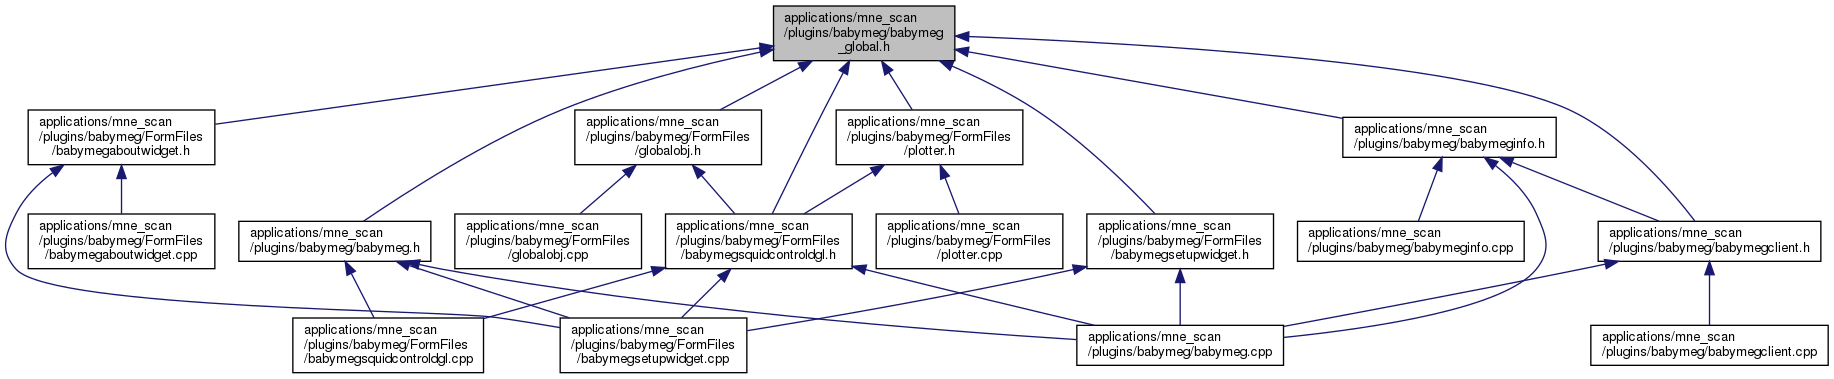 applications/mne_scan
/plugins/babymeg/babymeg
_global.h
applications/mne_scan
/plugins/babymeg/FormFiles
/babymegaboutwidget.h
applications/mne_scan
/plugins/babymeg/FormFiles
/globalobj.h
applications/mne_scan
/plugins/babymeg/FormFiles
/plotter.h
applications/mne_scan
/plugins/babymeg/babymeginfo.h
applications/mne_scan
/plugins/babymeg/FormFiles
/babymegaboutwidget.cpp
applications/mne_scan
/plugins/babymeg/babymeg.h
applications/mne_scan
/plugins/babymeg/FormFiles
/globalobj.cpp
applications/mne_scan
/plugins/babymeg/FormFiles
/babymegsquidcontroldgl.h
applications/mne_scan
/plugins/babymeg/FormFiles
/plotter.cpp
applications/mne_scan
/plugins/babymeg/FormFiles
/babymegsetupwidget.h
applications/mne_scan
/plugins/babymeg/babymeginfo.cpp
applications/mne_scan
/plugins/babymeg/babymegclient.h
applications/mne_scan
/plugins/babymeg/FormFiles
/babymegsquidcontroldgl.cpp
applications/mne_scan
/plugins/babymeg/FormFiles
/babymegsetupwidget.cpp
applications/mne_scan
/plugins/babymeg/babymeg.cpp
applications/mne_scan
/plugins/babymeg/babymegclient.cpp